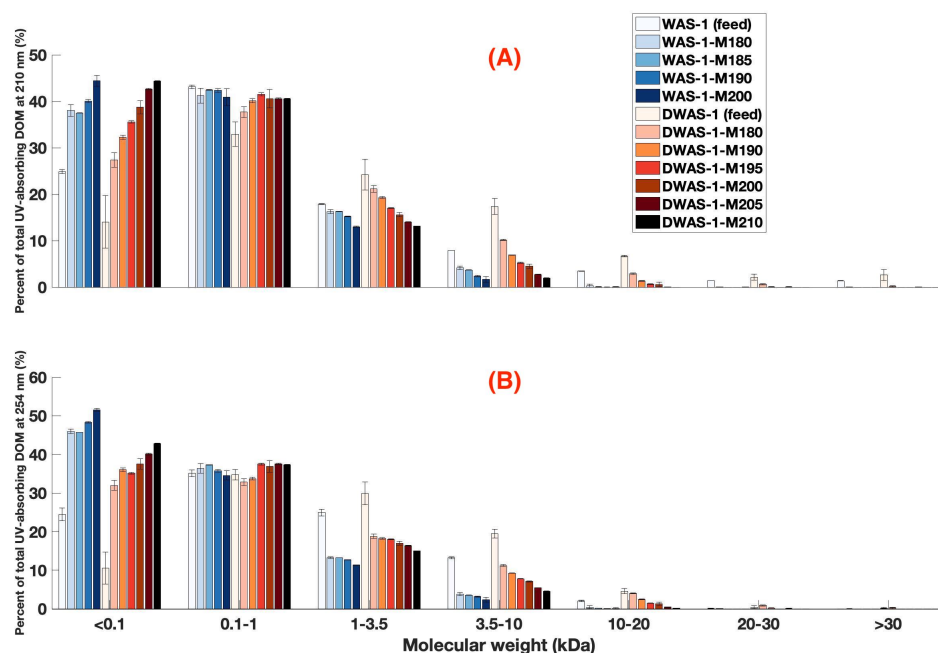 (A)
Percent of total UV-absorbing DOM at 210 nm (%)
50
40
30
20
10
0
WAS-1 (feed)
WAS-1-M180
WAS-1-M185
WAS-1-M190
WAS-1-M200
DWAS-1 (feed)
DWAS-1-M180
DWAS-1-M190
DWAS-1-M195
DWAS-1-M200
DWAS-1-M205
DWAS-1-M210
(B)
Percent of total UV-absorbing DOM at 254 nm (%)
60
50
40
30
20
10
0
<0.1 0.1-1 1-3.5 3.5-10 10-20 20-30 >30
Molecular weight (kDa)